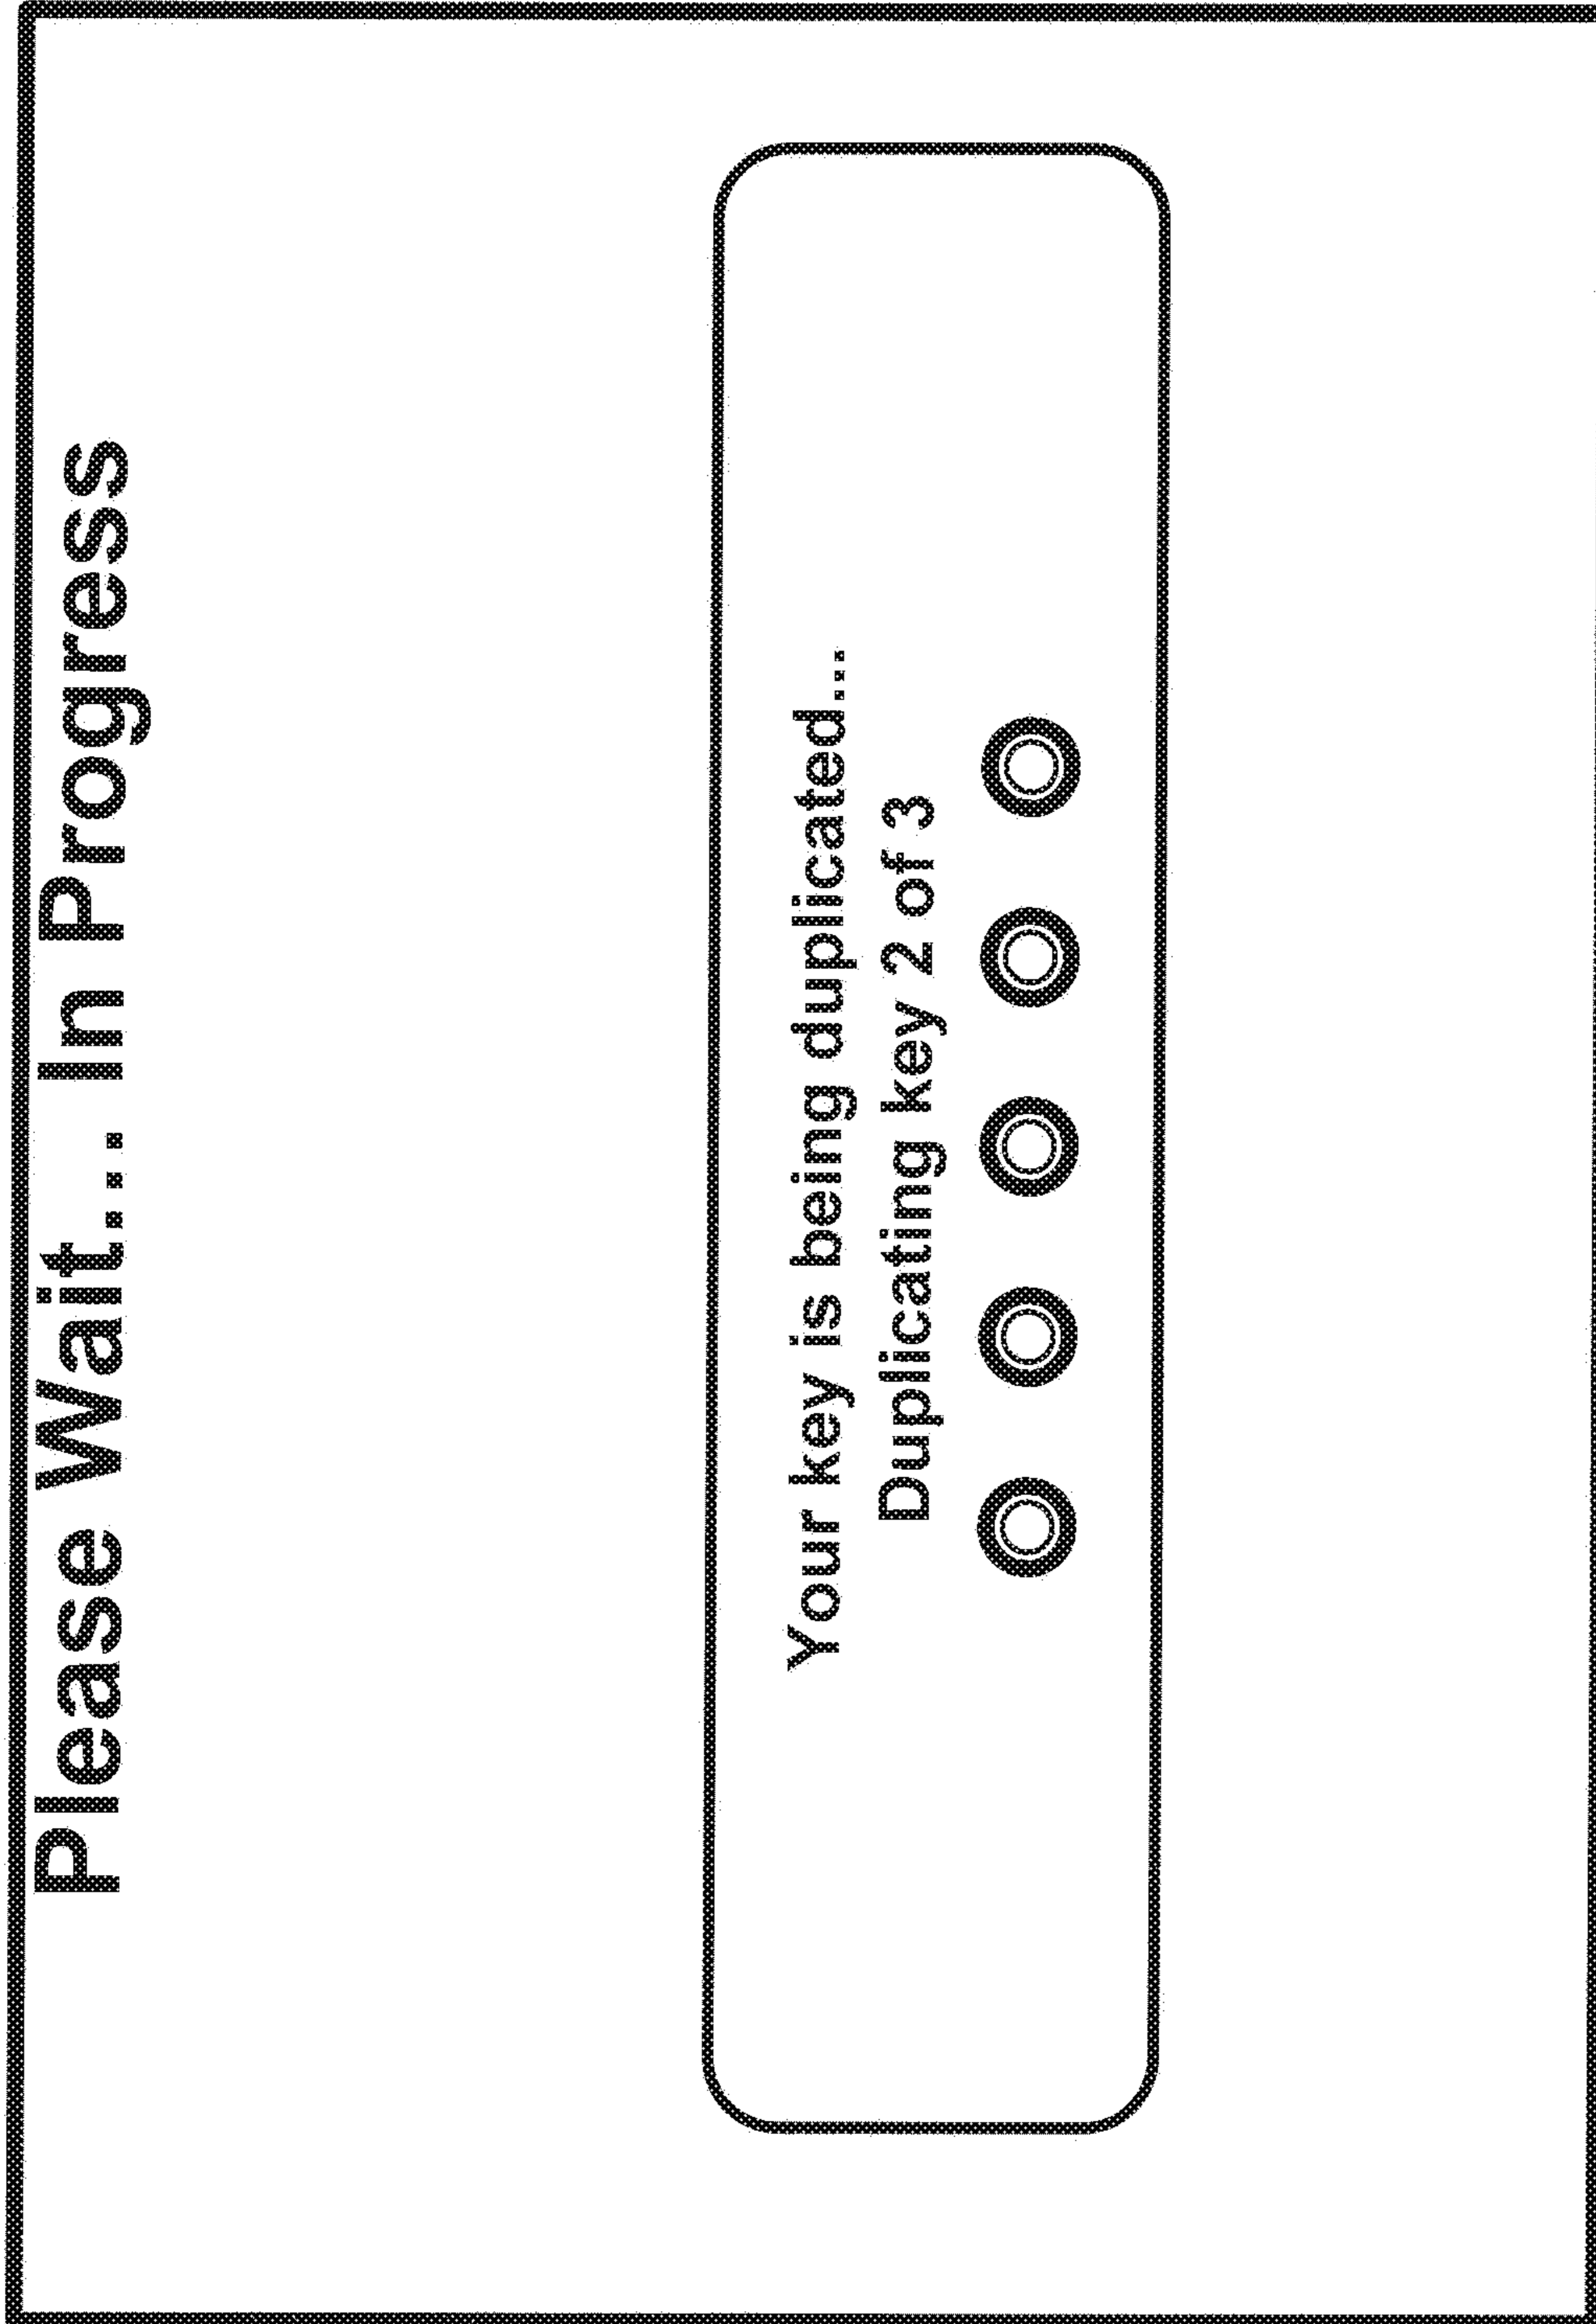 Please Wait... In Progress
Your key is being duplicated...
Duplicating key 2 of 3